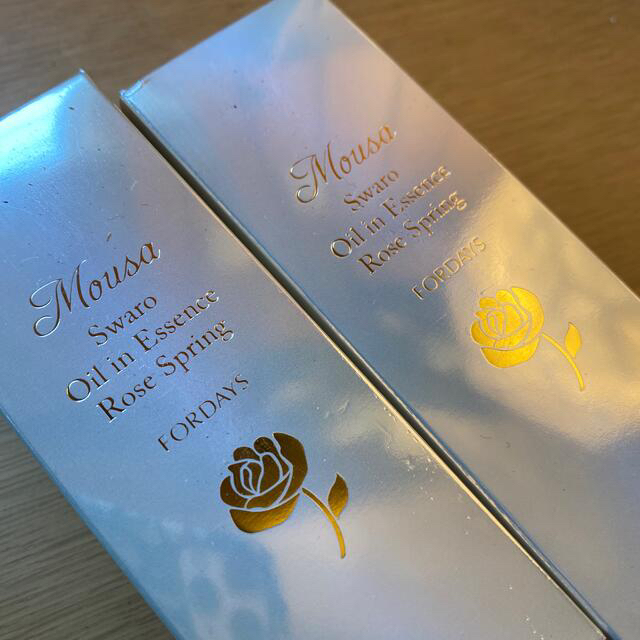 Mousa
Swaro
Oil in Essence
Rose Spring
FORDAYS
Mousa
Swaro
Oil in Essence
Rose Spring
FORDAYS